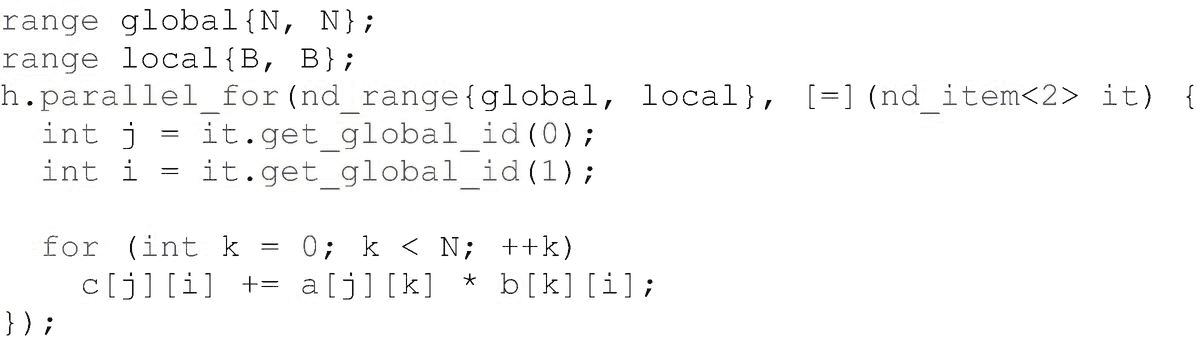 range global{N, N};
range local{B, B};
h.parallel_for(nd_range{global, local}, [=](nd_item<2> it) {
  int j = it.get_global_id(0);
  int i = it.get_global_id(1);

  for (int k = 0; k < N; ++k)
    c[j][i] += a[j][k] * b[k][i];
});